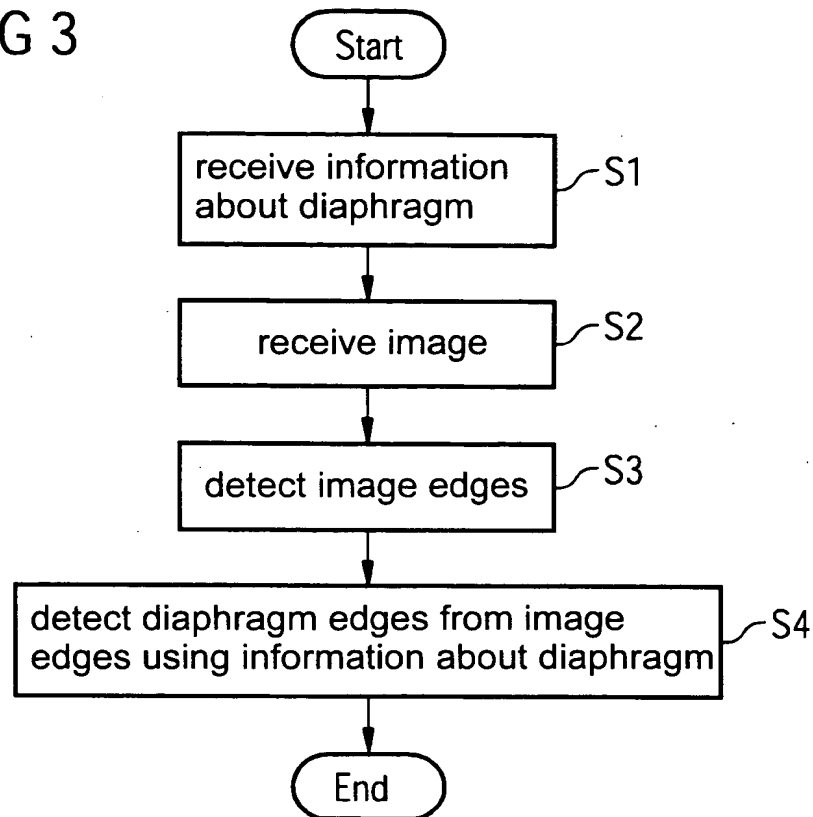 G 3
Start
receive information
about diaphragm
S1
receive image
S2
detect image edges
S3
detect diaphragm edges from image
edges using information about diaphragm
S4
End